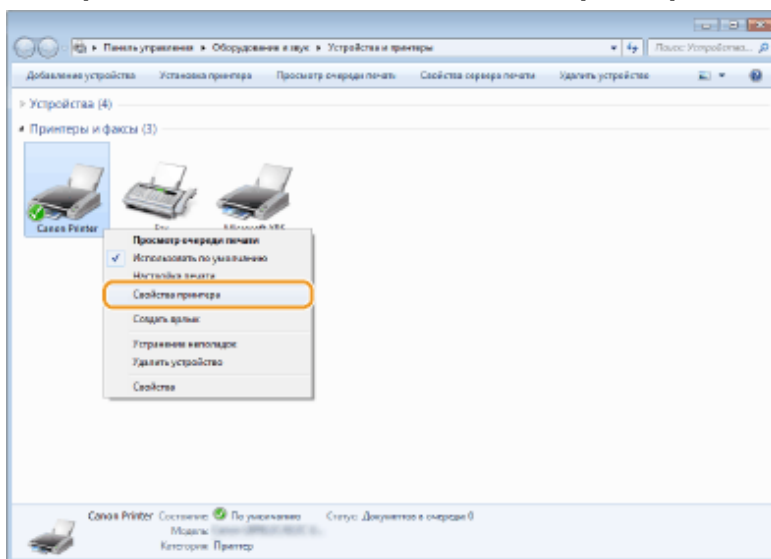 Панель управления ▸ Оборудование и звук ▸ Устройства и принтеры
Поиск: Устройства...
Добавление устройства Установка принтера Просмотр очереди печати Свойства сервера печати Удалить устройство
Устройства (4)
Принтеры и факсы (3)
Canon Printer Fax Microsoft XPS
Просмотр очереди печати
Использовать по умолчанию
Настройка печати
Свойства принтера
Создать ярлык
Устранение неполадок
Удалить устройство
Свойства
Canon Printer Состояние: По умолчанию Статус: Документов в очереди 0
Модель:
Категория: Принтер